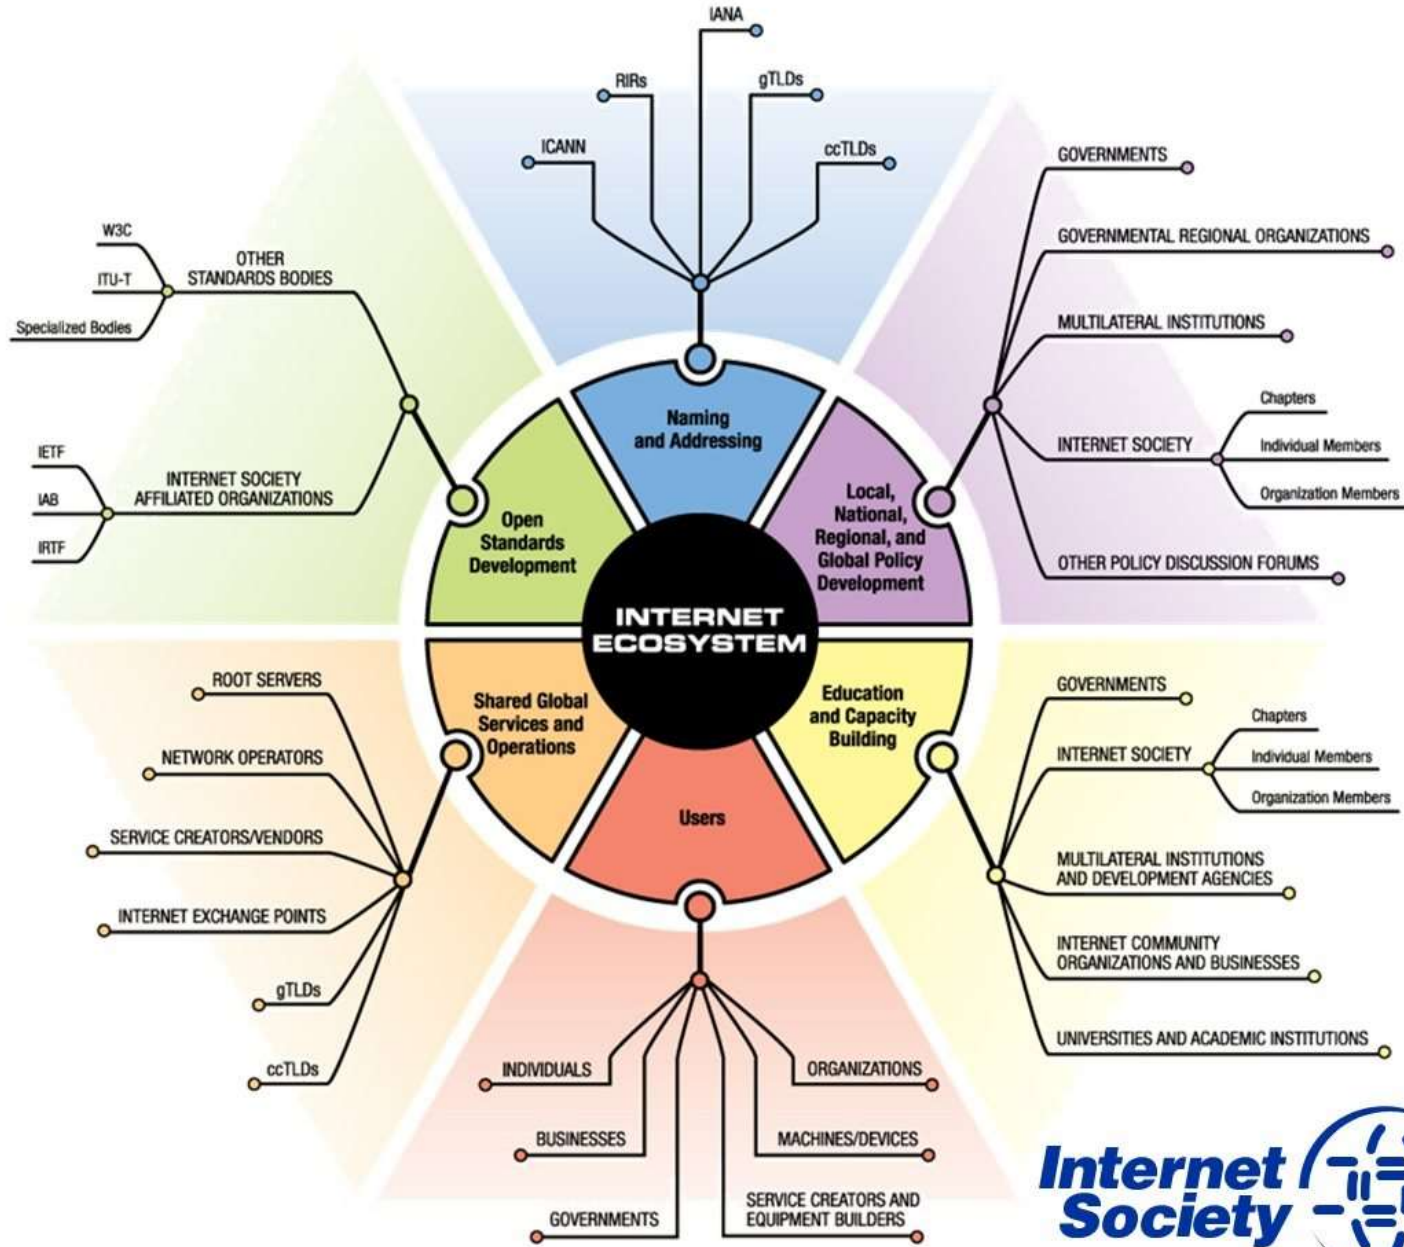 IANA
RIRs
gTLDs
ICANN
ccTLDs
W3C
ITU-T
Specialized Bodies
OTHER
STANDARDS BODIES
IETF
IAB
IRTF
INTERNET SOCIETY
AFFILIATED ORGANIZATIONS
GOVERNMENTS
GOVERNMENTAL REGIONAL ORGANIZATIONS
MULTILATERAL INSTITUTIONS
INTERNET SOCIETY
Chapters
Individual Members
Organization Members
OTHER POLICY DISCUSSION FORUMS
Naming
and Addressing
Open
Standards
Development
Local,
National,
Regional, and
Global Policy
Development
INTERNET
ECOSYSTEM
Shared Global
Services and
Operations
Users
Education
and Capacity
Building
ROOT SERVERS
NETWORK OPERATORS
SERVICE CREATORS/VENDORS
INTERNET EXCHANGE POINTS
gTLDs
ccTLDs
GOVERNMENTS
INTERNET SOCIETY
Chapters
Individual Members
Organization Members
MULTILATERAL INSTITUTIONS
AND DEVELOPMENT AGENCIES
INTERNET COMMUNITY
ORGANIZATIONS AND BUSINESSES
UNIVERSITIES AND ACADEMIC INSTITUTIONS
INDIVIDUALS
BUSINESSES
GOVERNMENTS
ORGANIZATIONS
MACHINES/DEVICES
SERVICE CREATORS AND
EQUIPMENT BUILDERS
Internet
Society